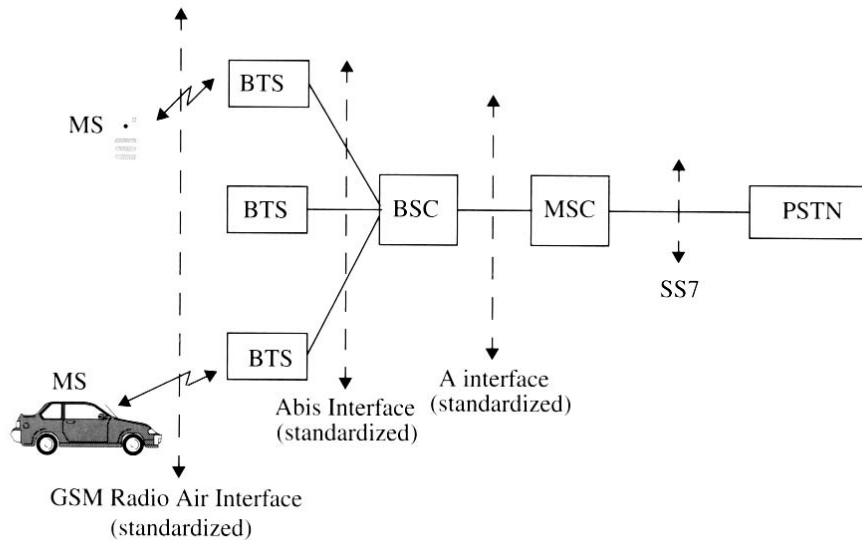 BTS
MS
BTS
BSC
MSC
PSTN
SS7
BTS
MS
Abis Interface
(standardized)
A interface
(standardized)
GSM Radio Air Interface
(standardized)